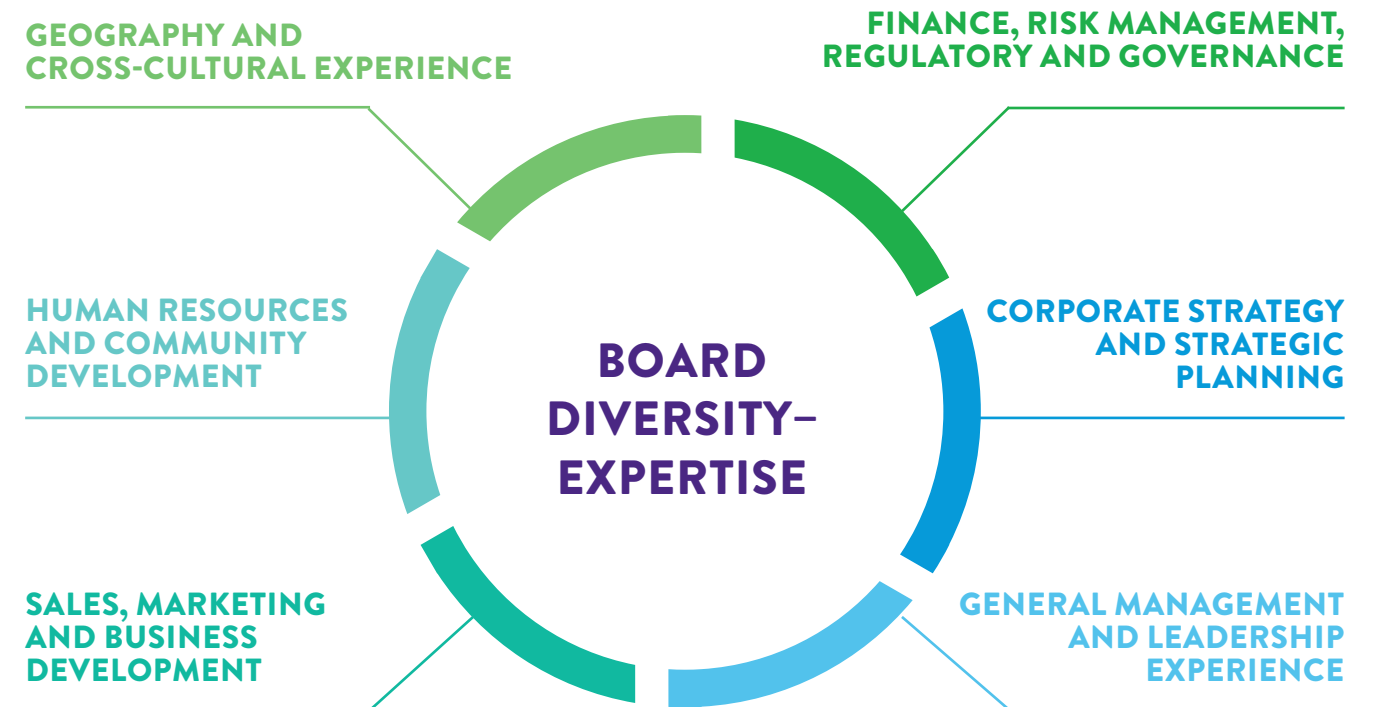 GEOGRAPHY AND
CROSS-CULTURAL EXPERIENCE
FINANCE, RISK MANAGEMENT,
REGULATORY AND GOVERNANCE
HUMAN RESOURCES
AND COMMUNITY
DEVELOPMENT
BOARD
DIVERSITY–
EXPERTISE
CORPORATE STRATEGY
AND STRATEGIC
PLANNING
SALES, MARKETING
AND BUSINESS
DEVELOPMENT
GENERAL MANAGEMENT
AND LEADERSHIP
EXPERIENCE